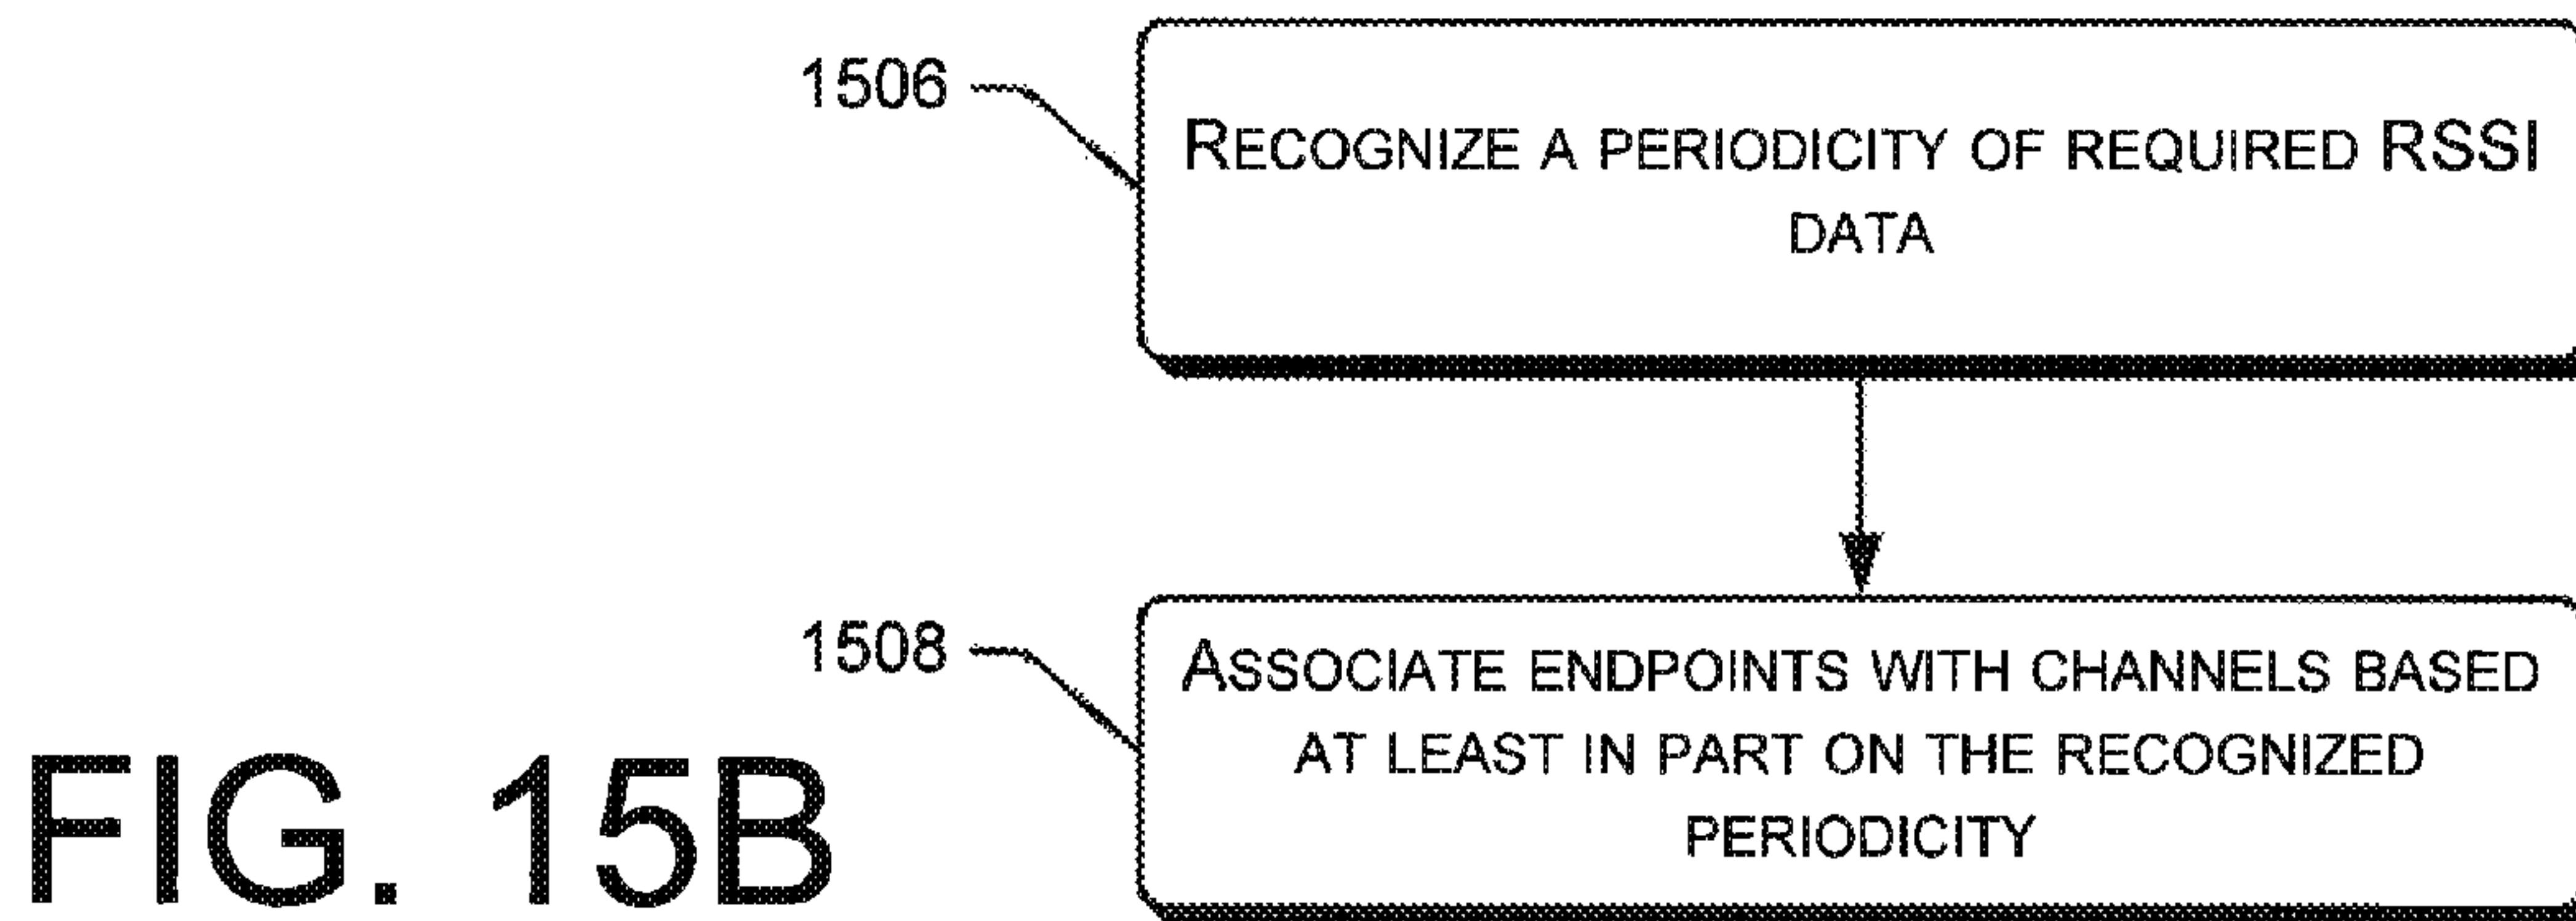 1506
RECOGNIZE A PERIODICITY OF REQUIRED RSSI
DATA
1508
ASSOCIATE ENDPOINTS WITH CHANNELS BASED
AT LEAST IN PART ON THE RECOGNIZED
PERIODICITY
FIG. 15B